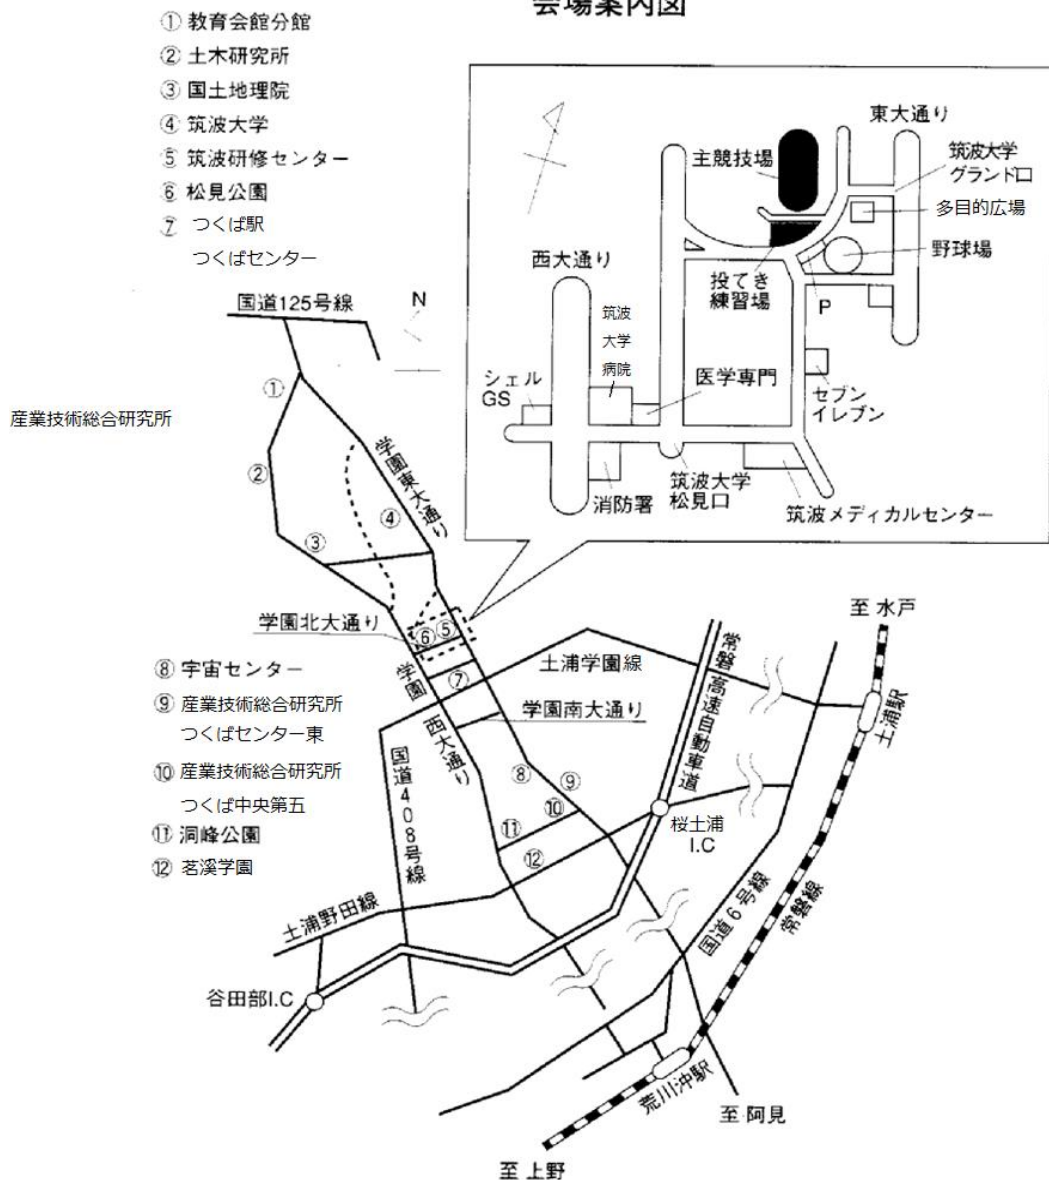 会場案内図
① 教育会館分館
② 土木研究所
③ 国土地理院
④ 筑波大学
⑤ 筑波研修センター
⑥ 松見公園
⑦ つくば駅
つくばセンター
東大通り
主競技場
筑波大学
グランド口
多目的広場
野球場
西大通り
投てき
練習場
P
筑波
大学
病院
医学専門
シェル
GS
セブン
イレブン
消防署
筑波大学
松見口
筑波メディカルセンター
国道125号線
N
①
産業技術総合研究所
②
学園東大通り
④
③
学園北大通り
⑥
⑤
⑦
至 水戸
土浦学園線
常磐高速自動車道
土浦駅
学園南大通り
学園西大通り
国道408号線
⑧ 宇宙センター
⑨ 産業技術総合研究所
つくばセンター東
⑩ 産業技術総合研究所
つくば中央第五
⑪ 洞峰公園
⑫ 茗溪学園
⑧
⑨
⑩
⑪
⑫
桜土浦
I.C
土浦野田線
国道6号線
常磐線
谷田部I.C
荒川沖駅
至 阿見
至 上野